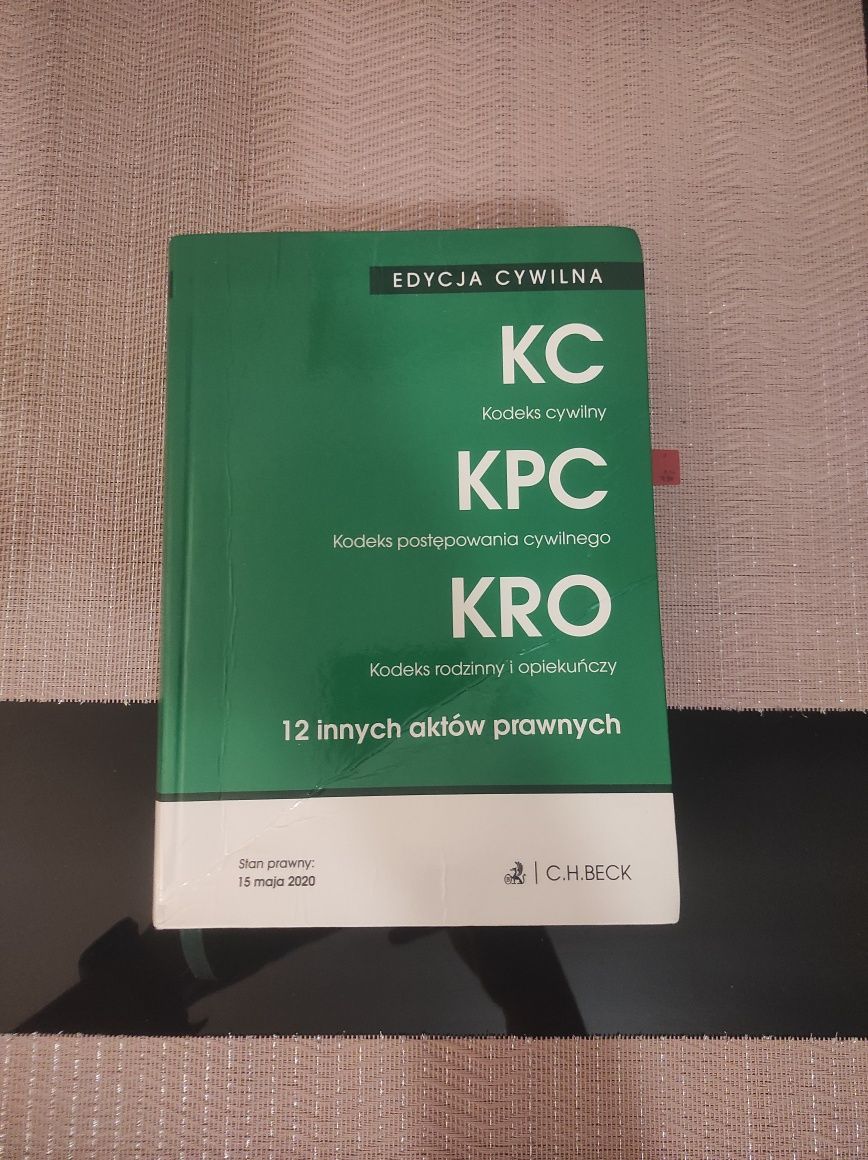 EDYCJA CYWILNA
KC
Kodeks cywilny
KPC
Kodeks postępowania cywilnego
KRO
Kodeks rodzinny i opiekuńczy
12 innych aktów prawnych
Stan prawny:
15 maja 2020
C.H.BECK